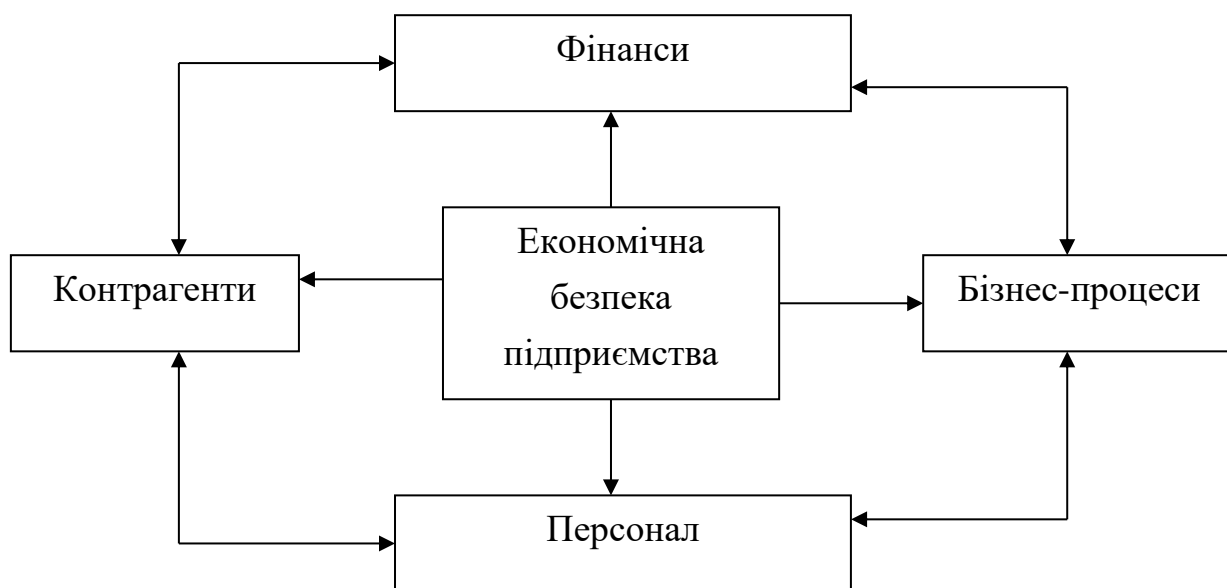 Фінанси
Економічна
безпека
підприємства
Контрагенти
Бізнес-процеси
Персонал